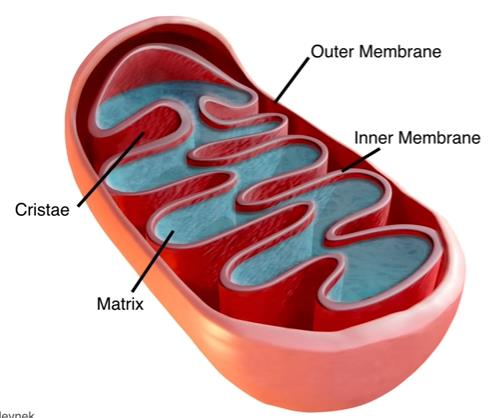 Outer Membrane
Inner Membrane
Cristae
Matrix